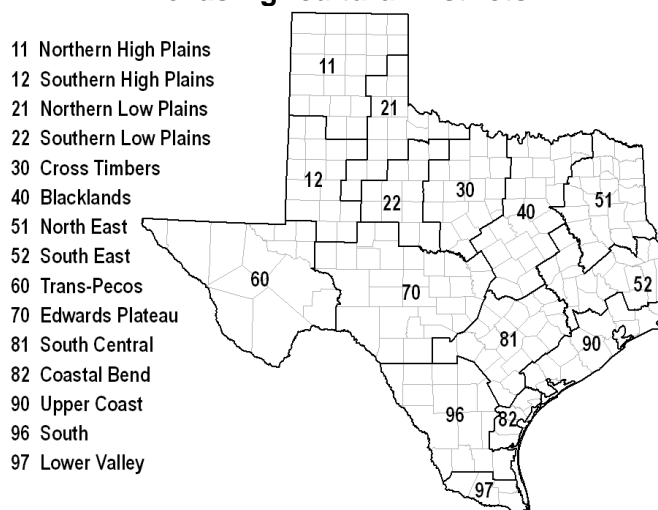 11 Northern High Plains
12 Southern High Plains
21 Northern Low Plains
22 Southern Low Plains
30 Cross Timbers
40 Blacklands
51 North East
52 South East
60 Trans-Pecos
70 Edwards Plateau
81 South Central
82 Coastal Bend
90 Upper Coast
96 South
97 Lower Valley
11
21
12
22
30
40
51
60
70
52
81
90
96
82
97